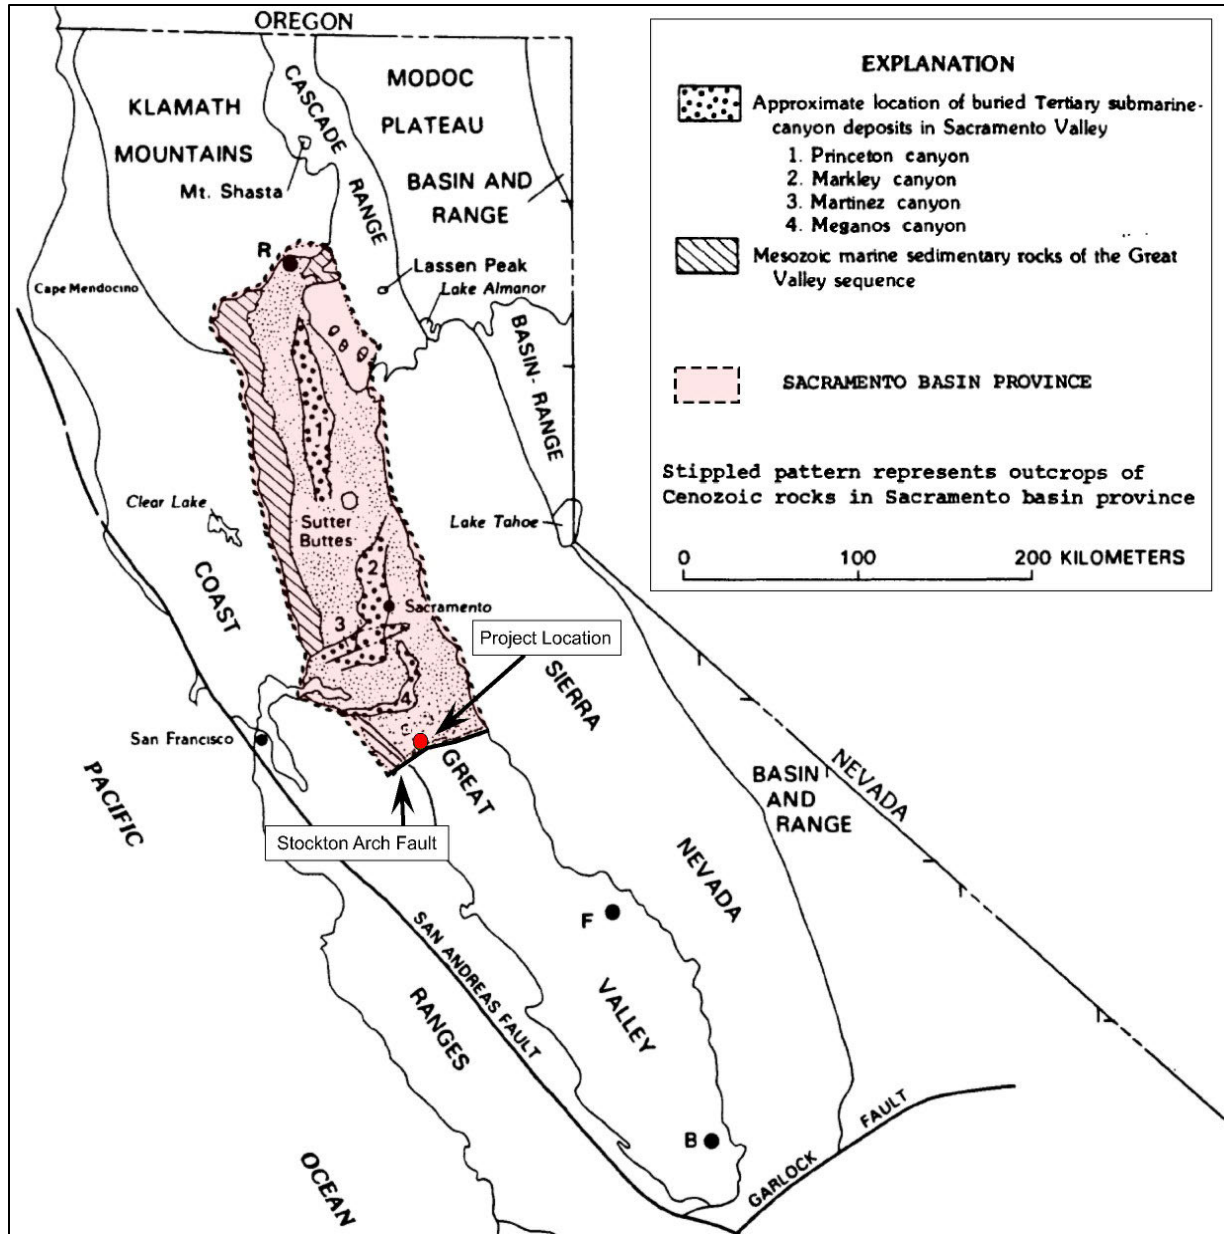 OREGON
KLAMATH
MOUNTAINS
Mt. Shasta
CASCADE
RANGE
MODOC
PLATEAU
BASIN AND
RANGE
R
Cape Mendocino
Lassen Peak
Lake Almanor
BASIN-RANGE
1
Clear Lake
Sutter
Buttes
Lake Tahoe
2
COAST
Sacramento
3
Project Location
4
SIERRA
San Francisco
PACIFIC
GREAT
Stockton Arch Fault
BASIN
AND
RANGE
NEVADA
NEVADA
F
SAN ANDREAS FAULT
RANGES
VALLEY
B
GARLOCK FAULT
OCEAN
EXPLANATION
Approximate location of buried Tertiary submarine-
canyon deposits in Sacramento Valley
1. Princeton canyon
2. Markley canyon
3. Martinez canyon
4. Meganos canyon
Mesozoic marine sedimentary rocks of the Great
Valley sequence
SACRAMENTO BASIN PROVINCE
Stippled pattern represents outcrops of
Cenozoic rocks in Sacramento basin province
0 100 200 KILOMETERS